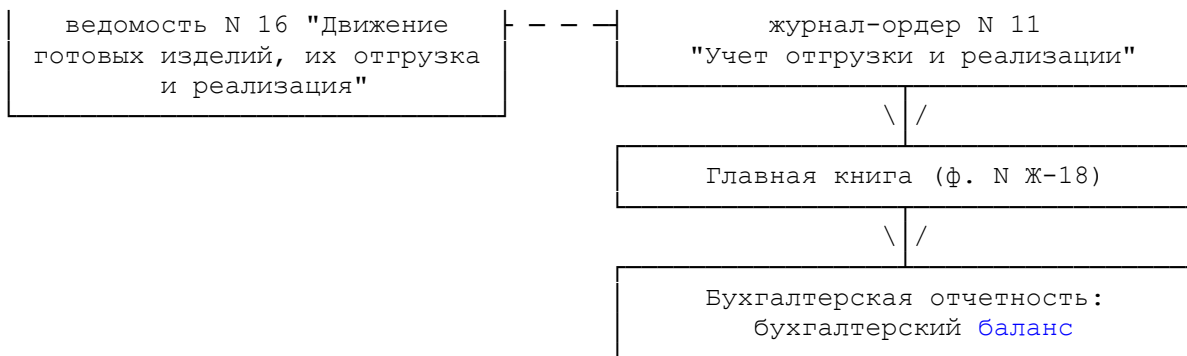 ведомость N 16 "Движение
готовых изделий, их отгрузка
и реализация"
журнал-ордер N 11
"Учет отгрузки и реализации"
Главная книга (ф. N Ж-18)
Бухгалтерская отчетность:
бухгалтерский баланс